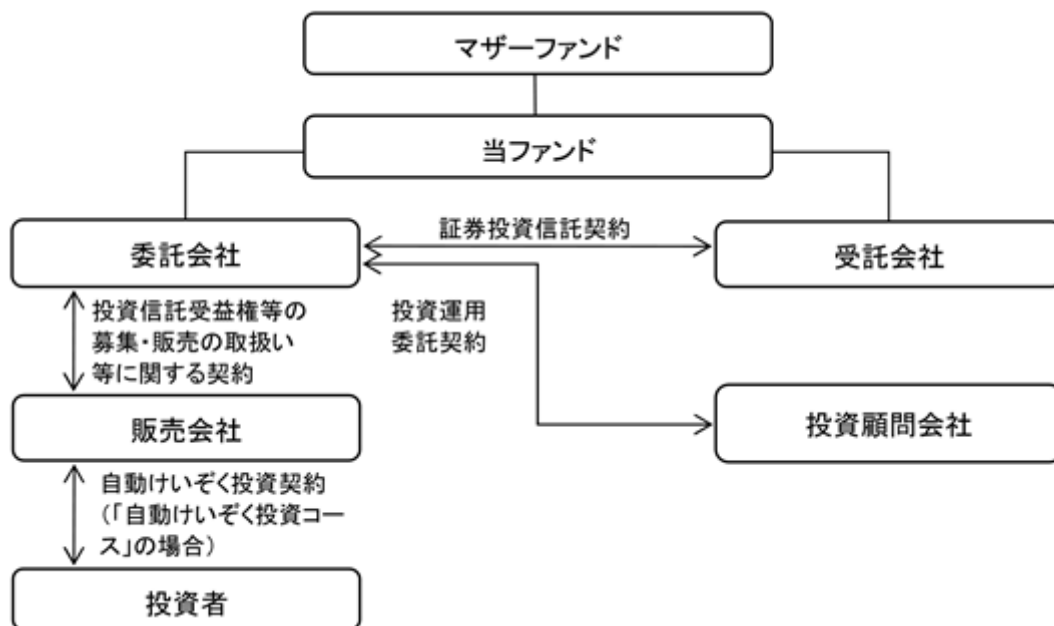 マザーファンド
当ファンド
証券投資信託契約
委託会社
受託会社
投資信託受益権等の
募集・販売の取扱い
等に関する契約
投資運用
委託契約
販売会社
投資顧問会社
自動けいぞく投資契約
(「自動けいぞく投資コー
ス」の場合)
投資者